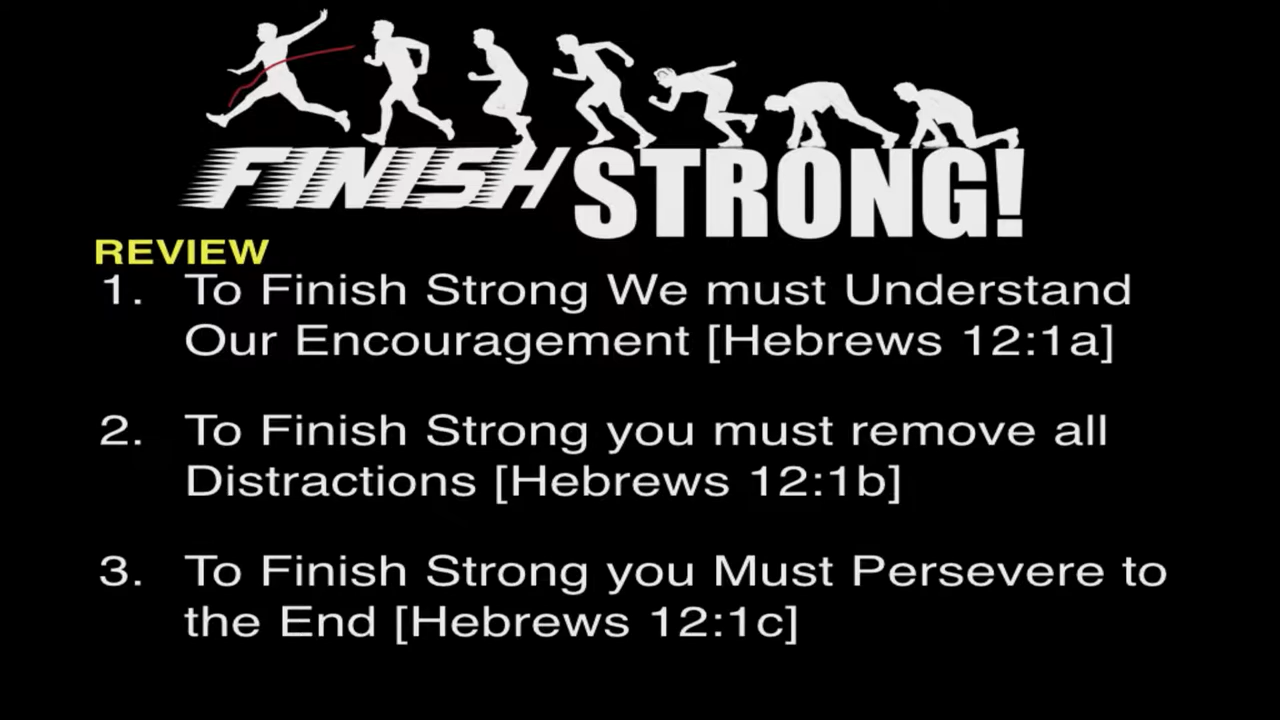 FINISH STRONG!
REVIEW
1. To Finish Strong We must Understand
Our Encouragement [Hebrews 12:1a]
2. To Finish Strong you must remove all
Distractions [Hebrews 12:1b]
3. To Finish Strong you Must Persevere to
the End [Hebrews 12:1c]